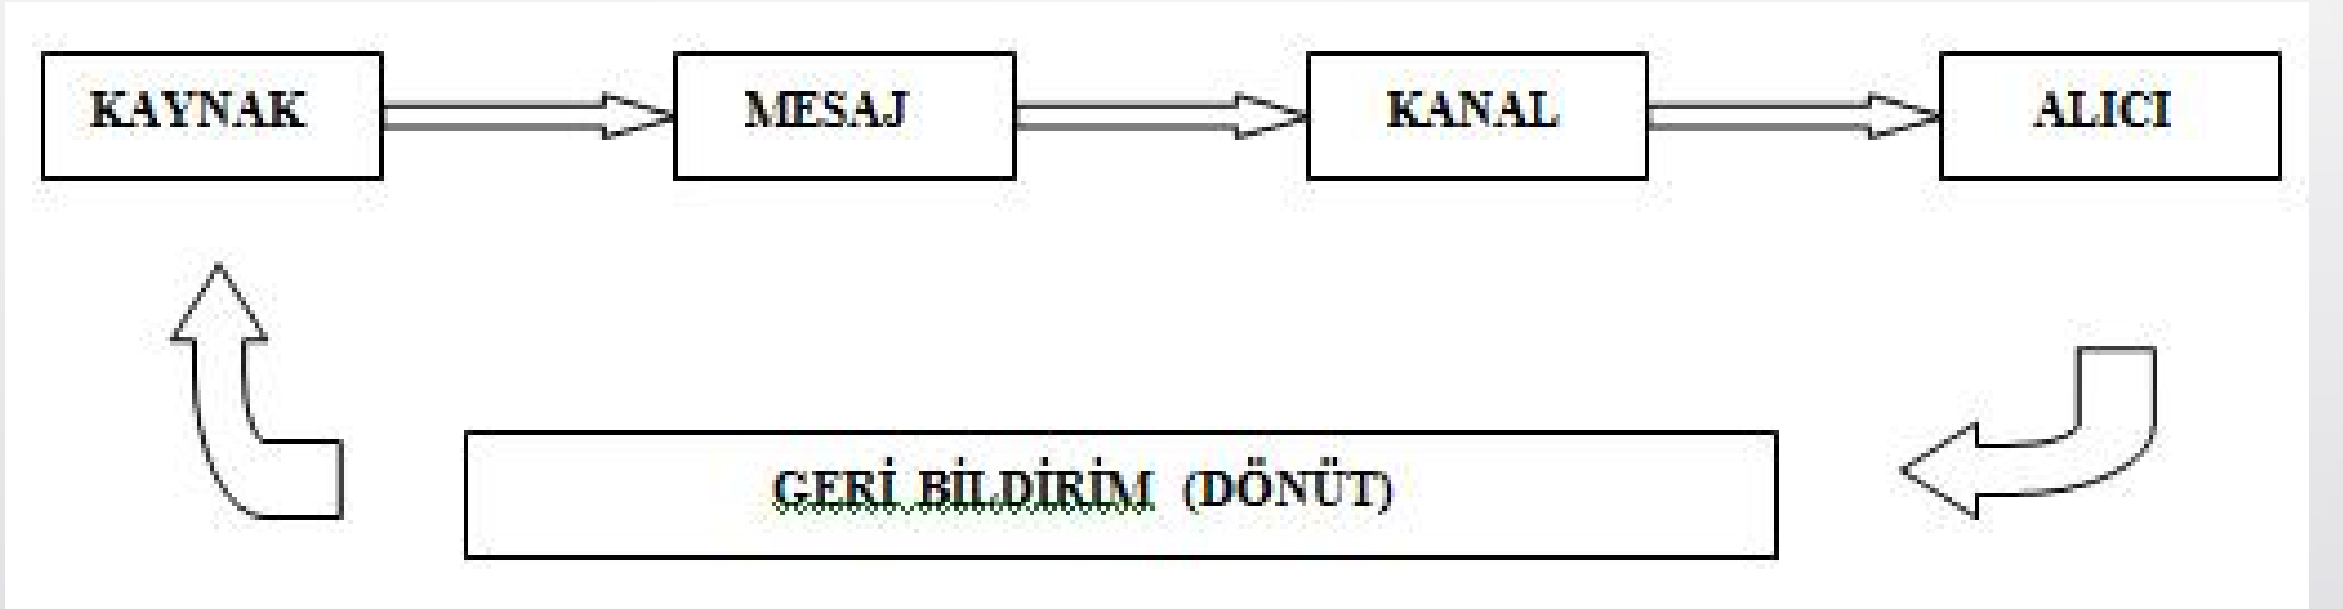 KAYNAK MESAJ KANAL ALICI
GERİ BİLDİRİM (DÖNÜT)